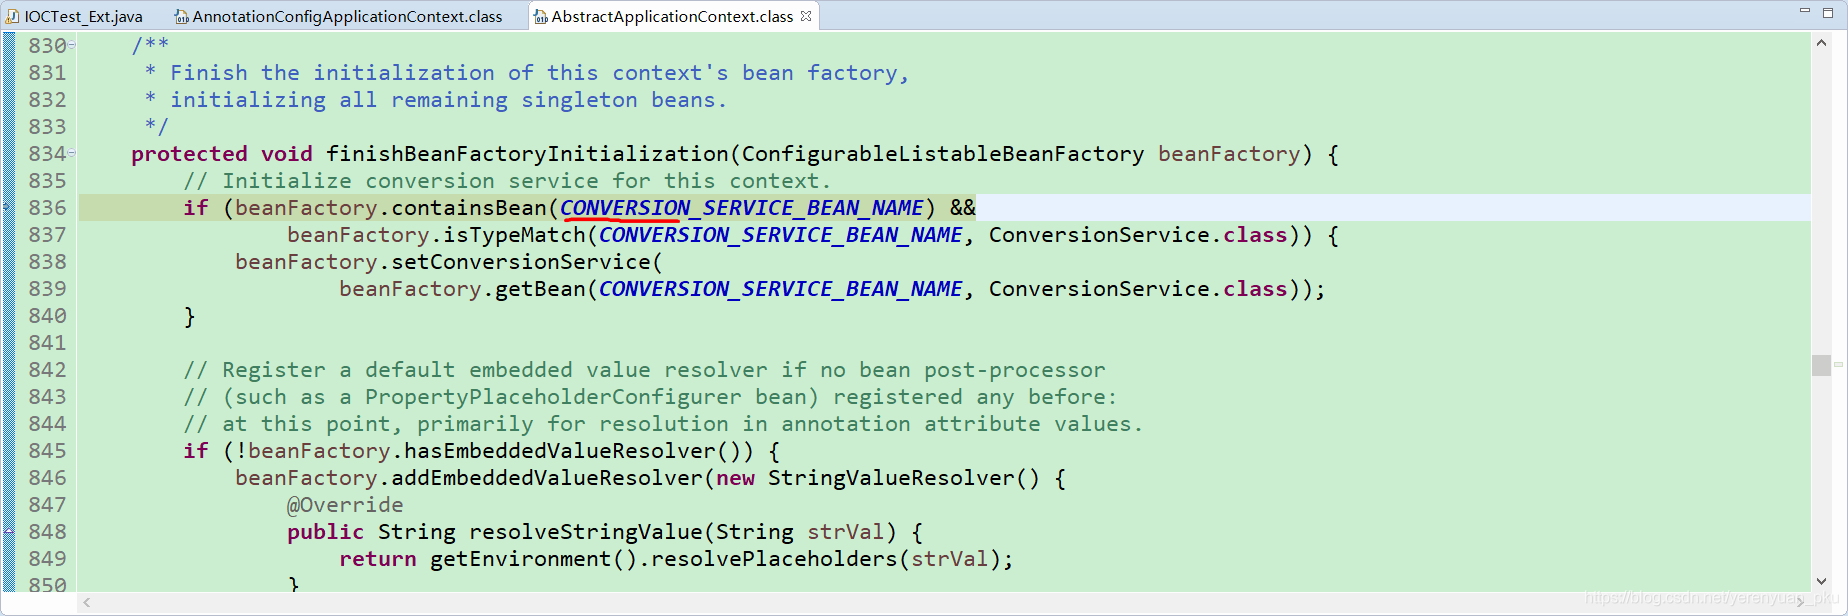 IOCTest_Ext.java AnnotationConfigApplicationContext.class AbstractApplicationContext.class
830 /**
831 * Finish the initialization of this context's bean factory,
832 * initializing all remaining singleton beans.
833 */
834 protected void finishBeanFactoryInitialization(ConfigurableListableBeanFactory beanFactory) {
835 // Initialize conversion service for this context.
836 if (beanFactory.containsBean(CONVERSION_SERVICE_BEAN_NAME) &&
837 beanFactory.isTypeMatch(CONVERSION_SERVICE_BEAN_NAME, ConversionService.class)) {
838 beanFactory.setConversionService(
839 beanFactory.getBean(CONVERSION_SERVICE_BEAN_NAME, ConversionService.class));
840 }
841
842 // Register a default embedded value resolver if no bean post-processor
843 // (such as a PropertyPlaceholderConfigurer bean) registered any before:
844 // at this point, primarily for resolution in annotation attribute values.
845 if (!beanFactory.hasEmbeddedValueResolver()) {
846 beanFactory.addEmbeddedValueResolver(new StringValueResolver() {
847 @Override
848 public String resolveStringValue(String strVal) {
849 return getEnvironment().resolvePlaceholders(strVal);
850 }
https://blog.csdn.net/yerenyuan_pku